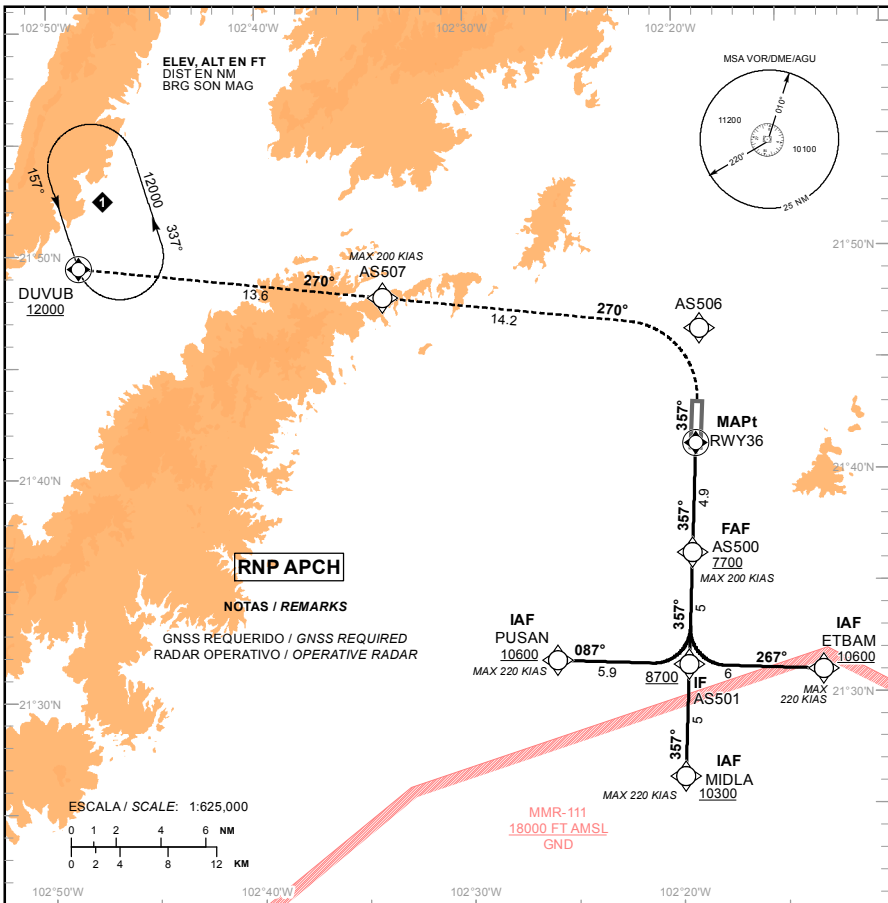 102°50'W
102°40'W
102°30'W
102°20'W
ELEV, ALT EN FT
DIST EN NM
BRG SON MAG
MSA VOR/DME/AGU
010°
11200
10100
220°
25 NM
157°
12000
337°
1
21°50'N
21°50'N
DUVUB
12000
MAX 200 KIAS
AS507
270°
13.6
14.2
270°
AS506
357°
MAPt
RWY36
21°40'N
21°40'N
4.9
357°
FAF
AS500
7700
MAX 200 KIAS
RNP APCH
NOTAS / REMARKS
GNSS REQUERIDO / GNSS REQUIRED
RADAR OPERATIVO / OPERATIVE RADAR
357°
5
IAF
PUSAN
10600
MAX 220 KIAS
087°
5.9
8700
IF
AS501
6
267°
IAF
ETBAM
10600
MAX
220 KIAS
21°30'N
21°30'N
5
357°
IAF
MIDLA
10300
MAX 220 KIAS
MMR-111
18000 FT AMSL
GND
ESCALA / SCALE: 1:625,000
0 1 2 4 6 NM
0 2 4 8 12 KM
102°50'W
102°40'W
102°30'W
102°20'W